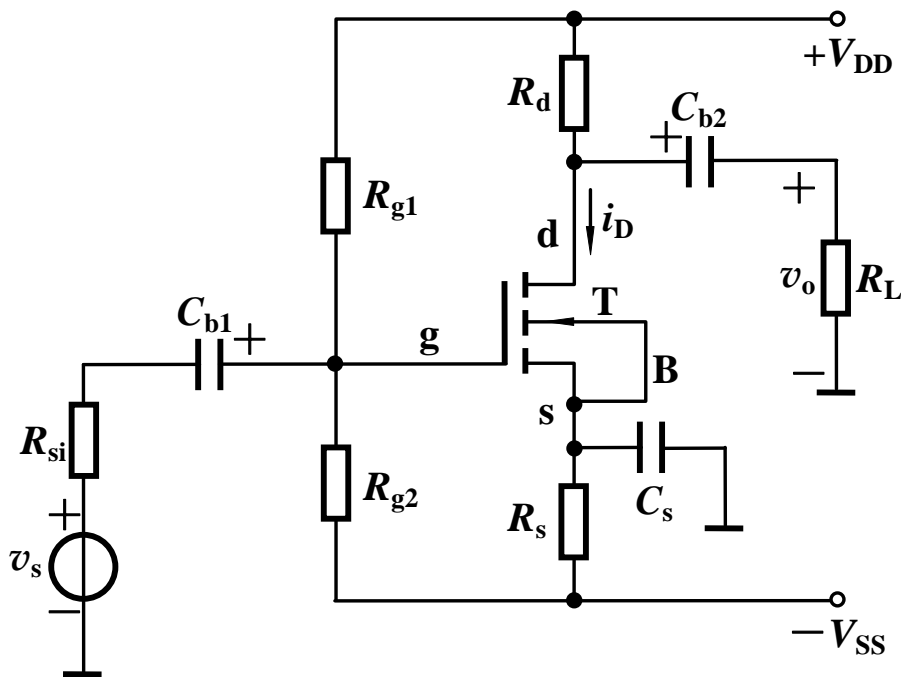 +V_DD
R_d
C_b2
+
+
R_g1
d
i_D
C_b1
+
g
T
v_o
R_L
B
−
s
R_si
R_g2
C_s
R_s
+
v_s
−
−V_SS